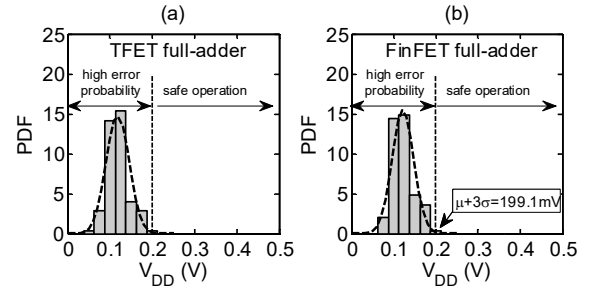 (a)
TFET full-adder
high error
probability
safe operation
PDF
25
20
15
10
5
0
0 0.1 0.2 0.3 0.4 0.5
V_DD (V)
(b)
FinFET full-adder
high error
probability
safe operation
μ+3σ=199.1mV
PDF
25
20
15
10
5
0
0 0.1 0.2 0.3 0.4 0.5
V_DD (V)